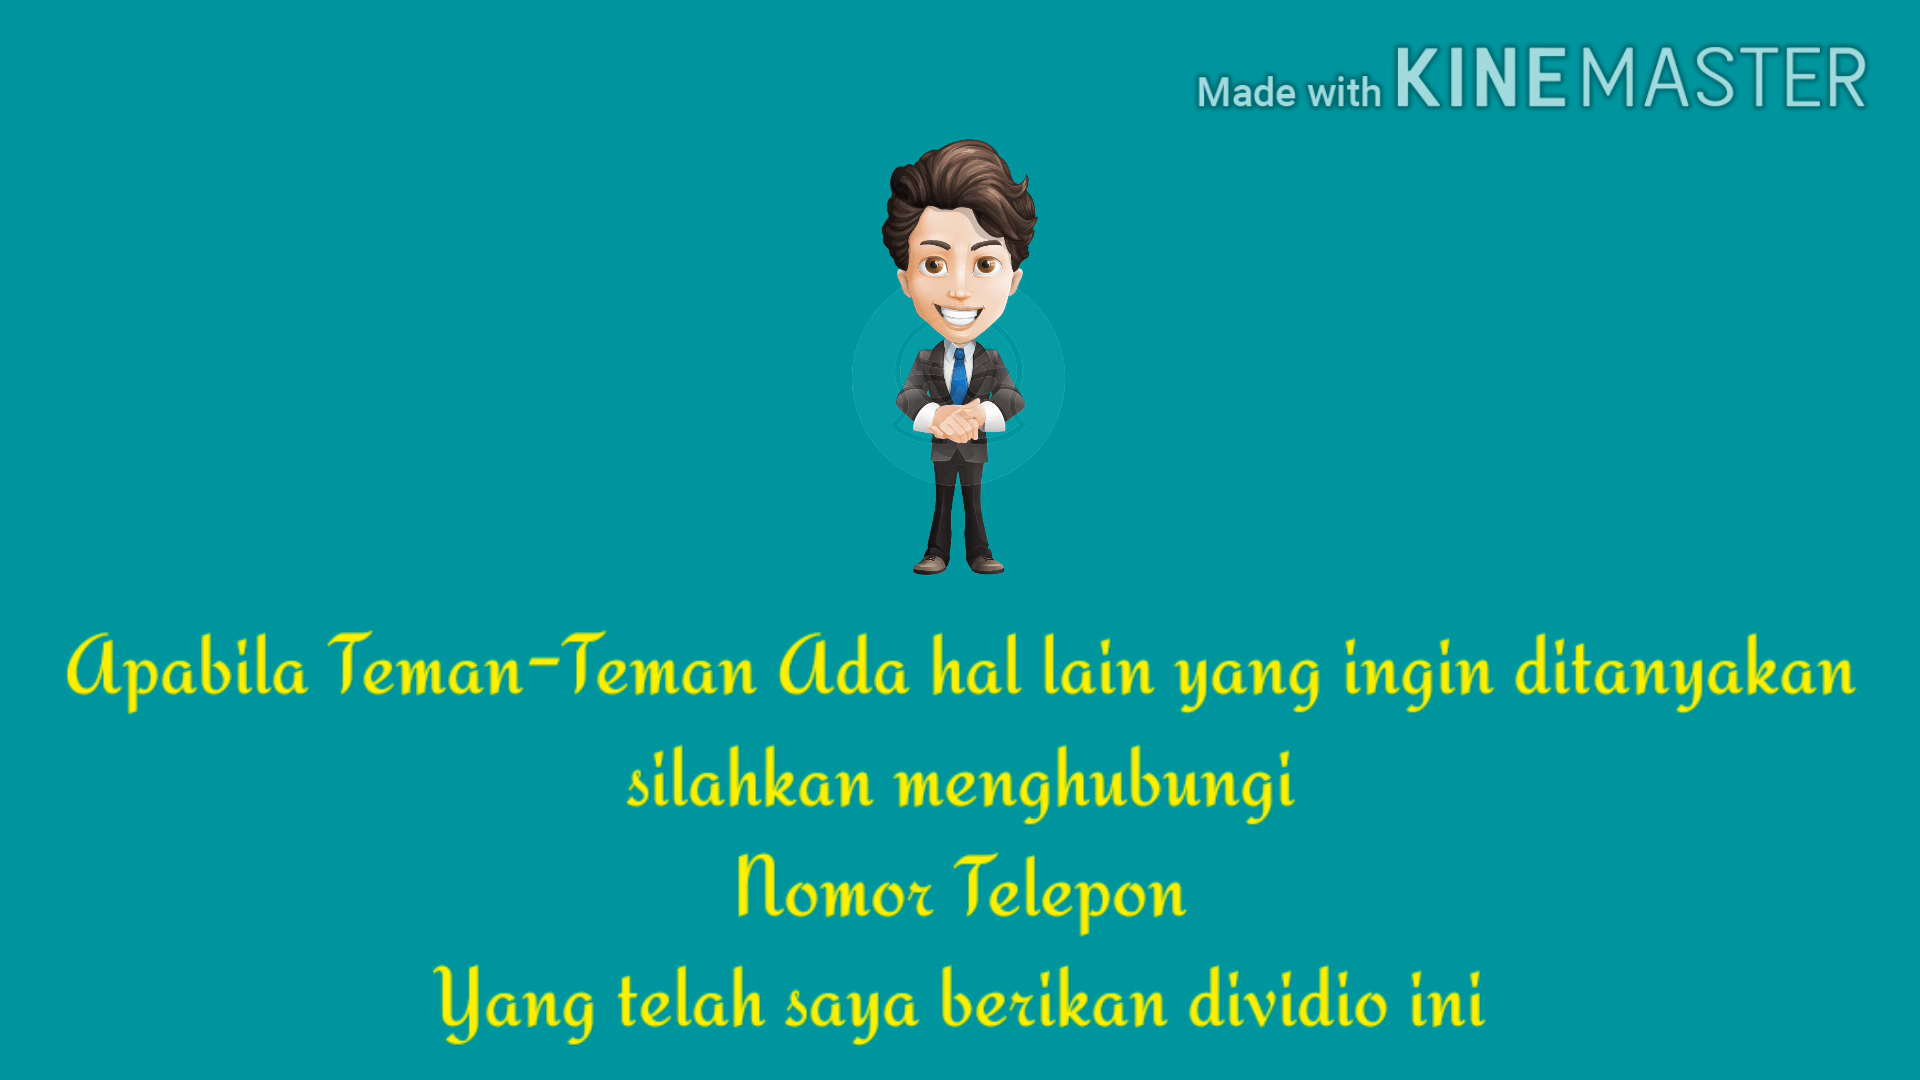 Made with KINEMASTER
Apabila Teman-Teman Ada hal lain yang ingin ditanyakan
silahkan menghubungi
Nomor Telepon
Yang telah saya berikan dividio ini